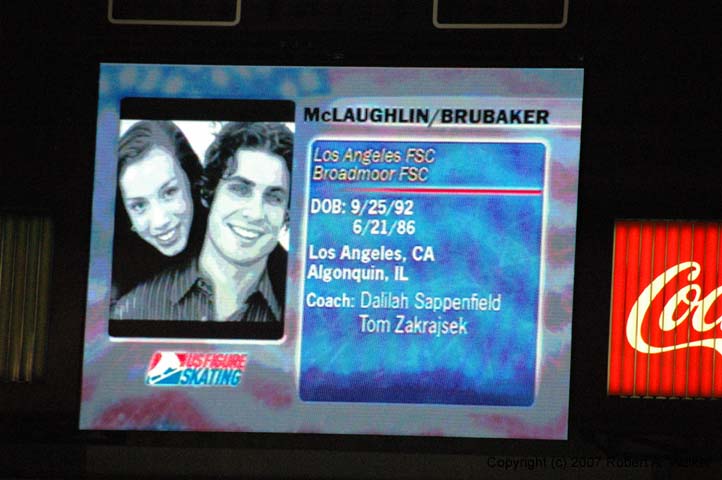 McLAUGHLIN/BRUBAKER
Los Angeles FSC
Broadmoor FSC
DOB: 9/25/92
6/21/86
Los Angeles, CA
Algonquin, IL
Coach: Dalilah Sappenfield
Tom Zakrajsek
US FIGURE
SKATING
Coc
Copyright (c) 2007 Robert A.